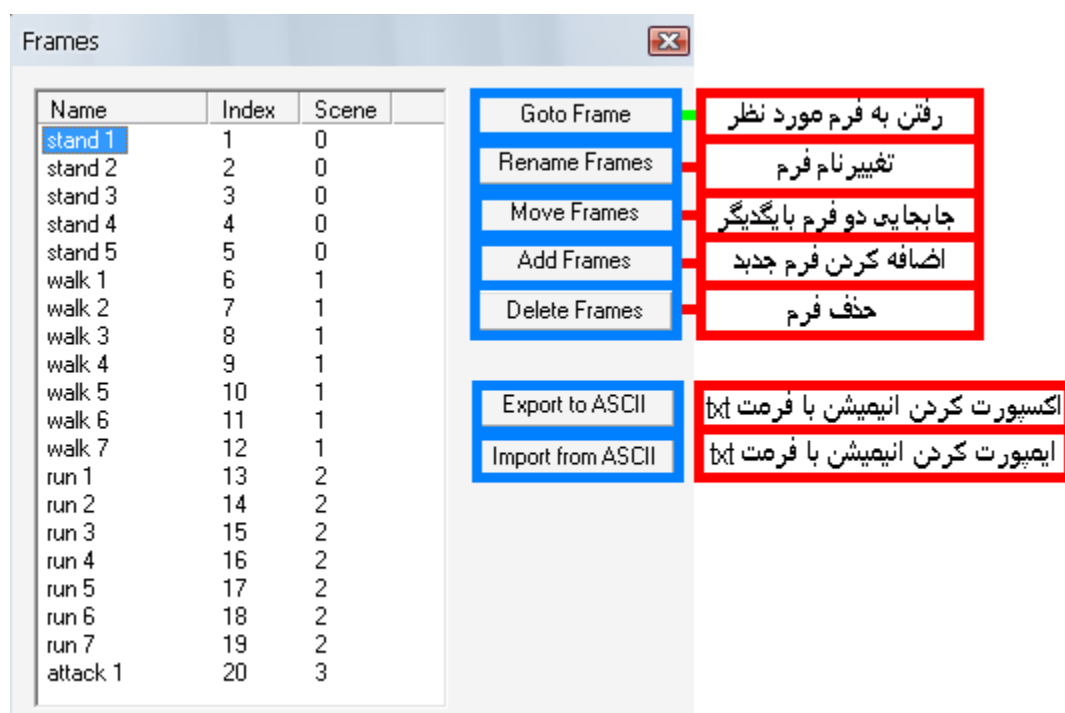 Frames
Name Index Scene
stand 1 1 0
stand 2 2 0
stand 3 3 0
stand 4 4 0
stand 5 5 0
walk 1 6 1
walk 2 7 1
walk 3 8 1
walk 4 9 1
walk 5 10 1
walk 6 11 1
walk 7 12 1
run 1 13 2
run 2 14 2
run 3 15 2
run 4 16 2
run 5 17 2
run 6 18 2
run 7 19 2
attack 1 20 3
Goto Frame
رفتن به فرم مورد نظر
Rename Frames
تغییرنام فرم
Move Frames
جابجایی دو فرم بایگدیگر
Add Frames
اضافه کردن فرم جدبد
Delete Frames
حذف فرم
Export to ASCII
اکسپورت کردن انیمیشن با فرمت txt
Import from ASCII
ایمپورت کردن انیمیشن با فرمت txt